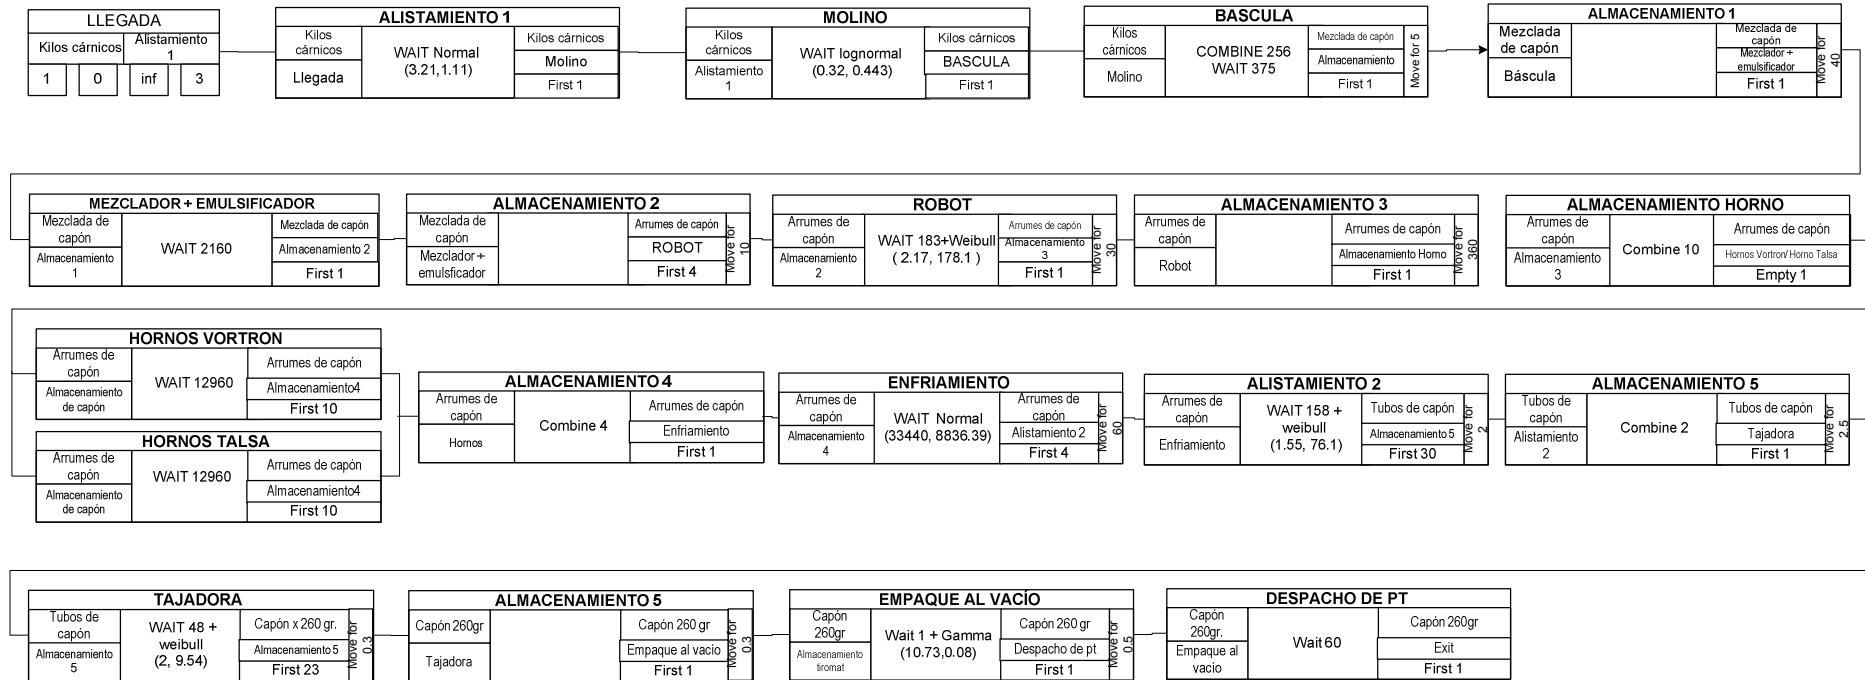 LLEGADA
Kilos cárnicos
Alistamiento
1
1
0
inf
3
ALISTAMIENTO 1
Kilos
cárnicos
Llegada
WAIT Normal
(3.21,1.11)
Kilos cárnicos
Molino
First 1
MOLINO
Kilos
cárnicos
Alistamiento
1
WAIT lognormal
(0.32, 0.443)
Kilos cárnicos
BASCULA
First 1
BASCULA
Kilos
cárnicos
Molino
COMBINE 256
WAIT 375
Mezclada de capón
Almacenamiento
First 1
Move for 5
ALMACENAMIENTO 1
Mezclada
de capón
Báscula
Mezclada de
capón
Mezclador +
emulsificador
First 1
Move for
40
MEZCLADOR + EMULSIFICADOR
Mezclada de
capón
Almacenamiento
1
WAIT 2160
Mezclada de capón
Almacenamiento 2
First 1
ALMACENAMIENTO 2
Mezclada de
capón
Mezclador +
emulsficador
Arrumes de capón
ROBOT
First 4
Move for
10
ROBOT
Arrumes de
capón
Almacenamiento
2
WAIT 183+Weibull
( 2.17, 178.1 )
Arrumes de capón
Almacenamiento
3
First 1
Move for
30
ALMACENAMIENTO 3
Arrumes de
capón
Robot
Arrumes de capón
Almacenamiento Horno
First 1
Move for
360
ALMACENAMIENTO HORNO
Arrumes de
capón
Almacenamiento
3
Combine 10
Arrumes de capón
Hornos Vortron/ Horno Talsa
Empty 1
HORNOS VORTRON
Arrumes de
capón
Almacenamiento
de capón
WAIT 12960
Arrumes de capón
Almacenamiento4
First 10
HORNOS TALSA
Arrumes de
capón
Almacenamiento
de capón
WAIT 12960
Arrumes de capón
Almacenamiento4
First 10
ALMACENAMIENTO 4
Arrumes de
capón
Hornos
Combine 4
Arrumes de capón
Enfriamiento
First 1
ENFRIAMIENTO
Arrumes de
capón
Almacenamiento
4
WAIT Normal
(33440, 8836.39)
Arrumes de
capón
Alistamiento 2
First 4
Move for
60
ALISTAMIENTO 2
Arrumes de
capón
Enfriamiento
WAIT 158 +
weibull
(1.55, 76.1)
Tubos de capón
Almacenamiento 5
First 30
Move for
2
ALMACENAMIENTO 5
Tubos de
capón
Alistamiento
2
Combine 2
Tubos de capón
Tajadora
First 1
Move for
2.5
TAJADORA
Tubos de
capón
Almacenamiento
5
WAIT 48 +
weibull
(2, 9.54)
Capón x 260 gr.
Almacenamiento 5
First 23
Move for
0.3
ALMACENAMIENTO 5
Capón 260gr
Tajadora
Capón 260 gr
Empaque al vacio
First 1
Move for
0.3
EMPAQUE AL VACÍO
Capón
260gr
Almacenamiento
tiromat
Wait 1 + Gamma
(10.73,0.08)
Capón 260 gr
Despacho de pt
First 1
Move for
0.5
DESPACHO DE PT
Capón
260gr.
Empaque al
vacío
Wait 60
Capón 260gr
Exit
First 1